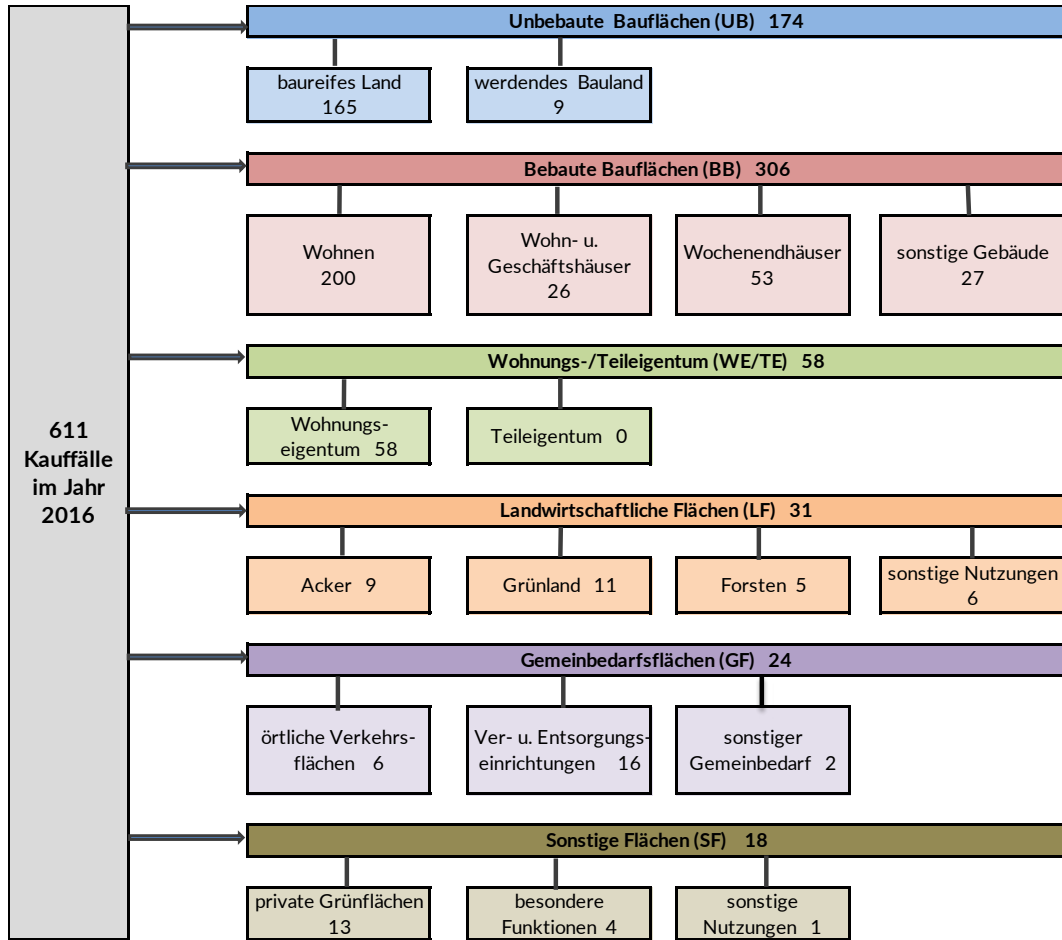 611
Kauffälle
im Jahr
2016
Unbebaute Bauflächen (UB) 174
baureifes Land
165
werdendes Bauland
9
Bebaute Bauflächen (BB) 306
Wohnen
200
Wohn- u.
Geschäftshäuser
26
Wochenendhäuser
53
sonstige Gebäude
27
Wohnungs-/Teileigentum (WE/TE) 58
Wohnungs-
eigentum 58
Teileigentum 0
Landwirtschaftliche Flächen (LF) 31
Acker 9
Grünland 11
Forsten 5
sonstige Nutzungen
6
Gemeinbedarfsflächen (GF) 24
örtliche Verkehrs-
flächen 6
Ver- u. Entsorgungs-
einrichtungen 16
sonstiger
Gemeinbedarf 2
Sonstige Flächen (SF) 18
private Grünflächen
13
besondere
Funktionen 4
sonstige
Nutzungen 1